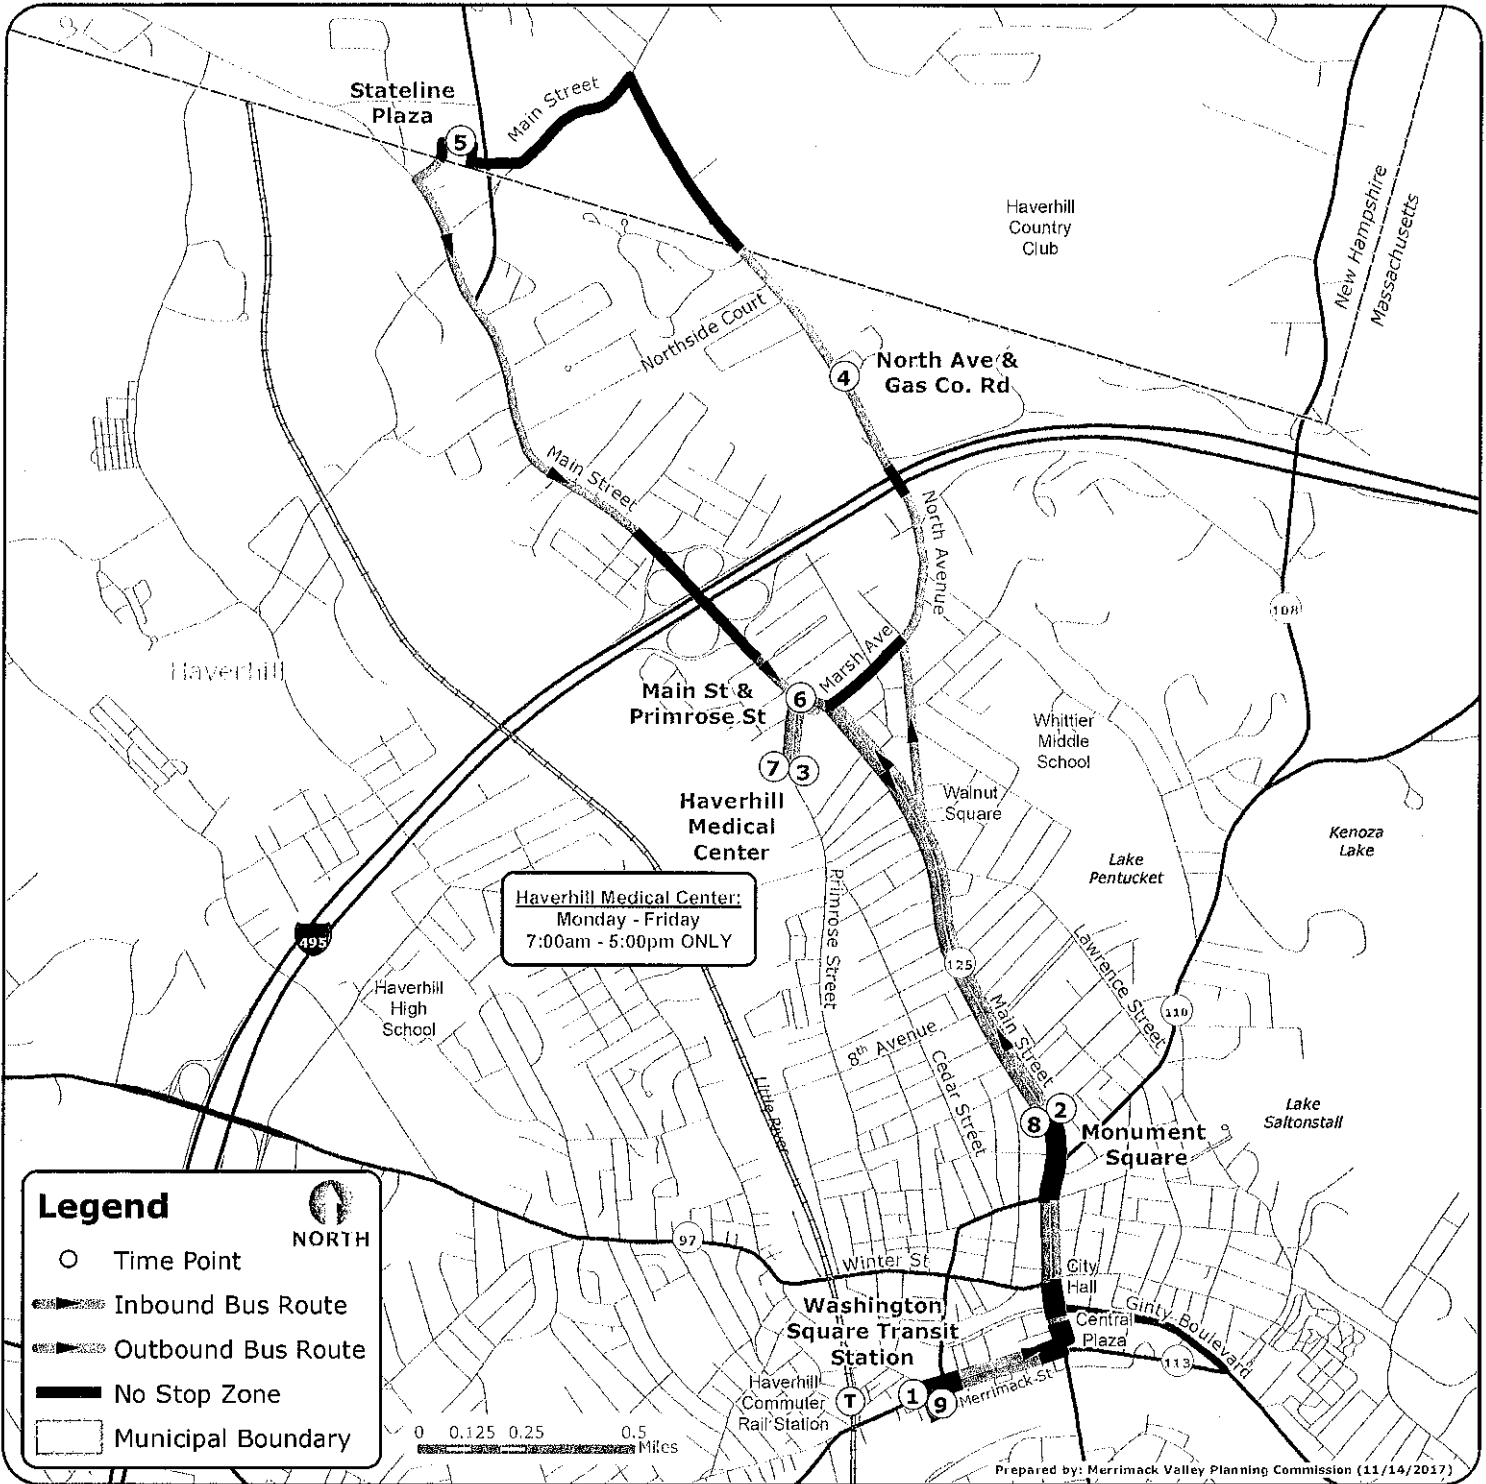 Stateline
Plaza
5
Main Street
Haverhill
Country
Club
New Hampshire
Massachusetts
Northside Court
4
North Ave &
Gas Co. Rd
Main Street
North Avenue
108
Haverhill
Marsh Ave
Main St &
Primrose St
6
Whittier
Middle
School
7
3
Haverhill
Medical
Center
Walnut
Square
Kenoza
Lake
Lake
Pentucket
Haverhill Medical Center:
Monday - Friday
7:00am - 5:00pm ONLY
Primrose Street
495
125
Lawrence Street
Haverhill
High
School
Main Street
110
8th Avenue
Cedar Street
Little River
Lake
Saltonstall
2
8
Monument
Square
Legend
NORTH
Time Point
Inbound Bus Route
Outbound Bus Route
No Stop Zone
Municipal Boundary
97
Winter St
City
Hall
Washington
Square Transit
Station
Central
Plaza
Ginty Boulevard
113
Haverhill
Commuter
Rail Station
T
1
9
Merrimack St
0 0.125 0.25 0.5
Miles
Prepared by: Merrimack Valley Planning Commission (11/14/2017)